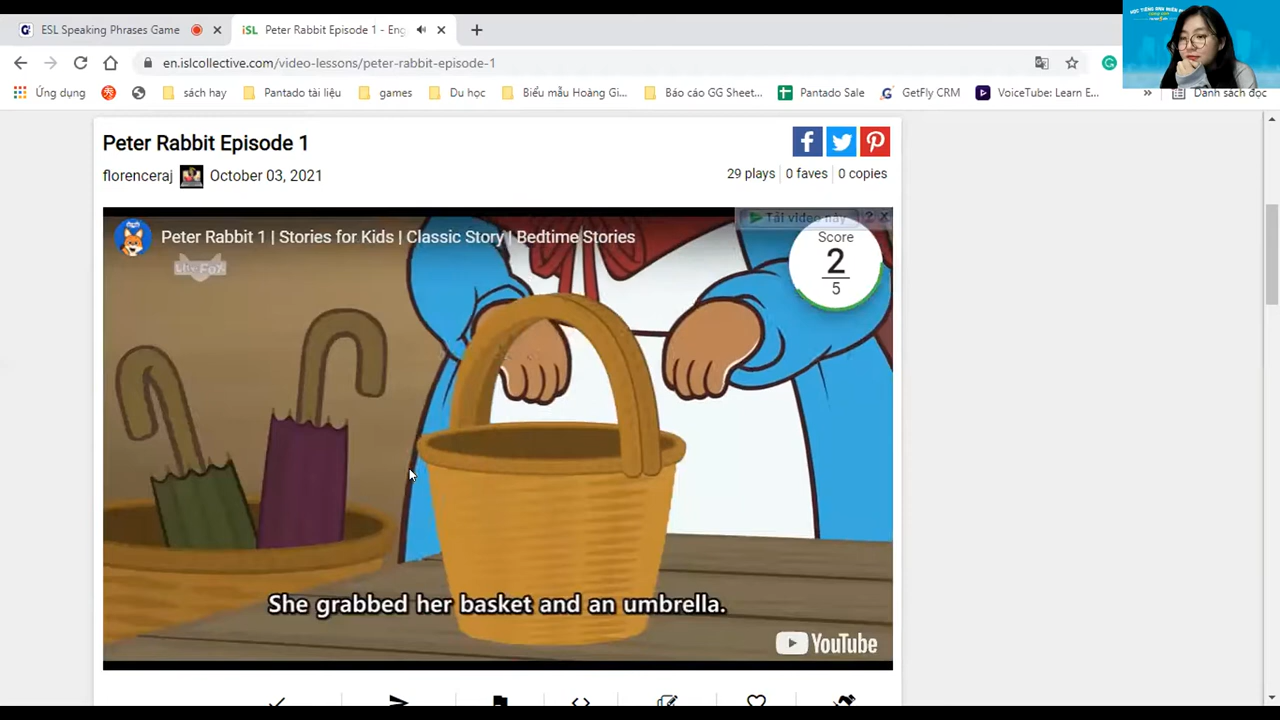 ESL Speaking Phrases Game
iSL Peter Rabbit Episode 1 - Eng
en.islcollective.com/video-lessons/peter-rabbit-episode-1
Ứng dụng
sách hay
Pantado tài liệu
games
Du học
Biểu mẫu Hoàng Gi...
Báo cáo GG Sheet...
Pantado Sale
GetFly CRM
VoiceTube: Learn E...
»
Danh sách đọc
Peter Rabbit Episode 1
florenceraj October 03, 2021
29 plays 0 faves 0 copies
Tải video này ? X
Peter Rabbit 1 | Stories for Kids | Classic Story | Bedtime Stories
Score
2
5
She grabbed her basket and an umbrella.
YouTube